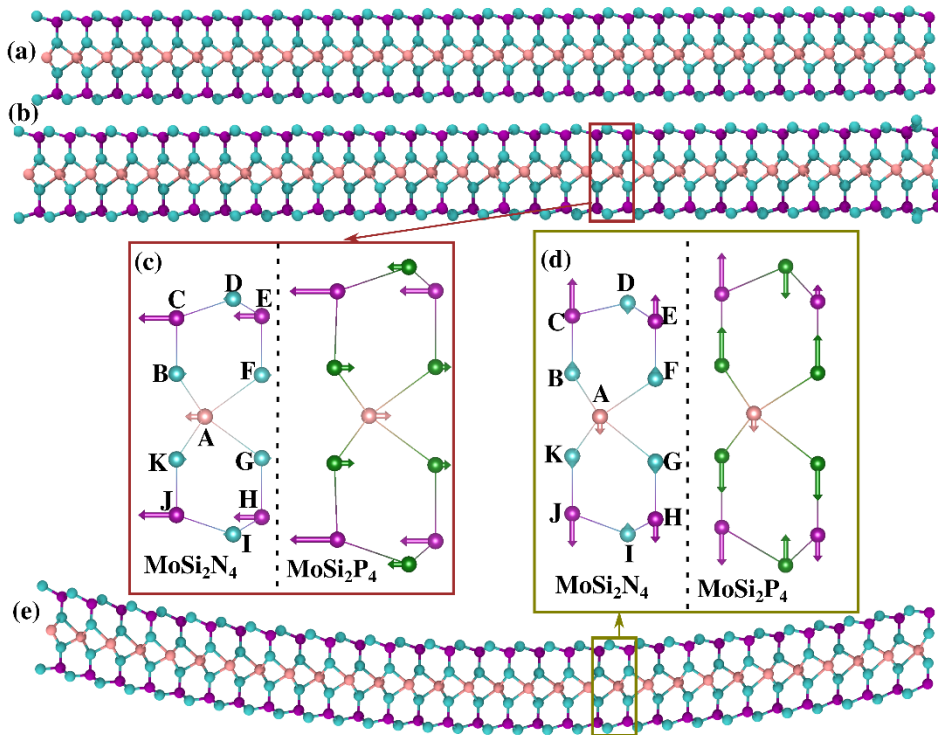 (a)
(b)
(c)
D
C
E
B
F
A
K
G
J
H
I
MoSi₂N₄
MoSi₂P₄
(d)
D
C
E
B
F
A
K
G
J
H
I
MoSi₂N₄
MoSi₂P₄
(e)